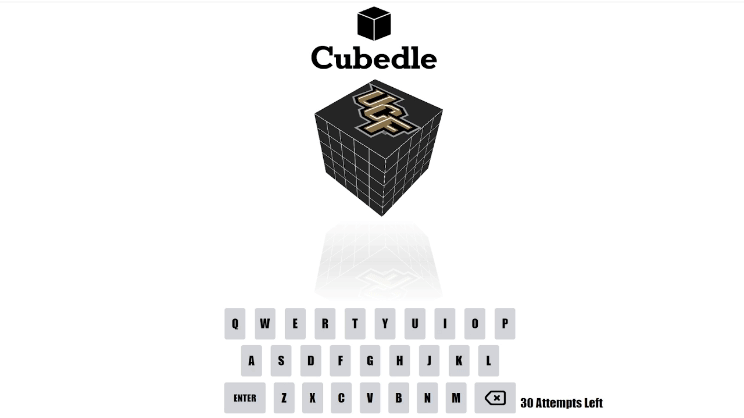 Cubedle
UCF
Q W E R T Y U I O P
A S D F G H J K L
ENTER Z X C V B N M
30 Attempts Left